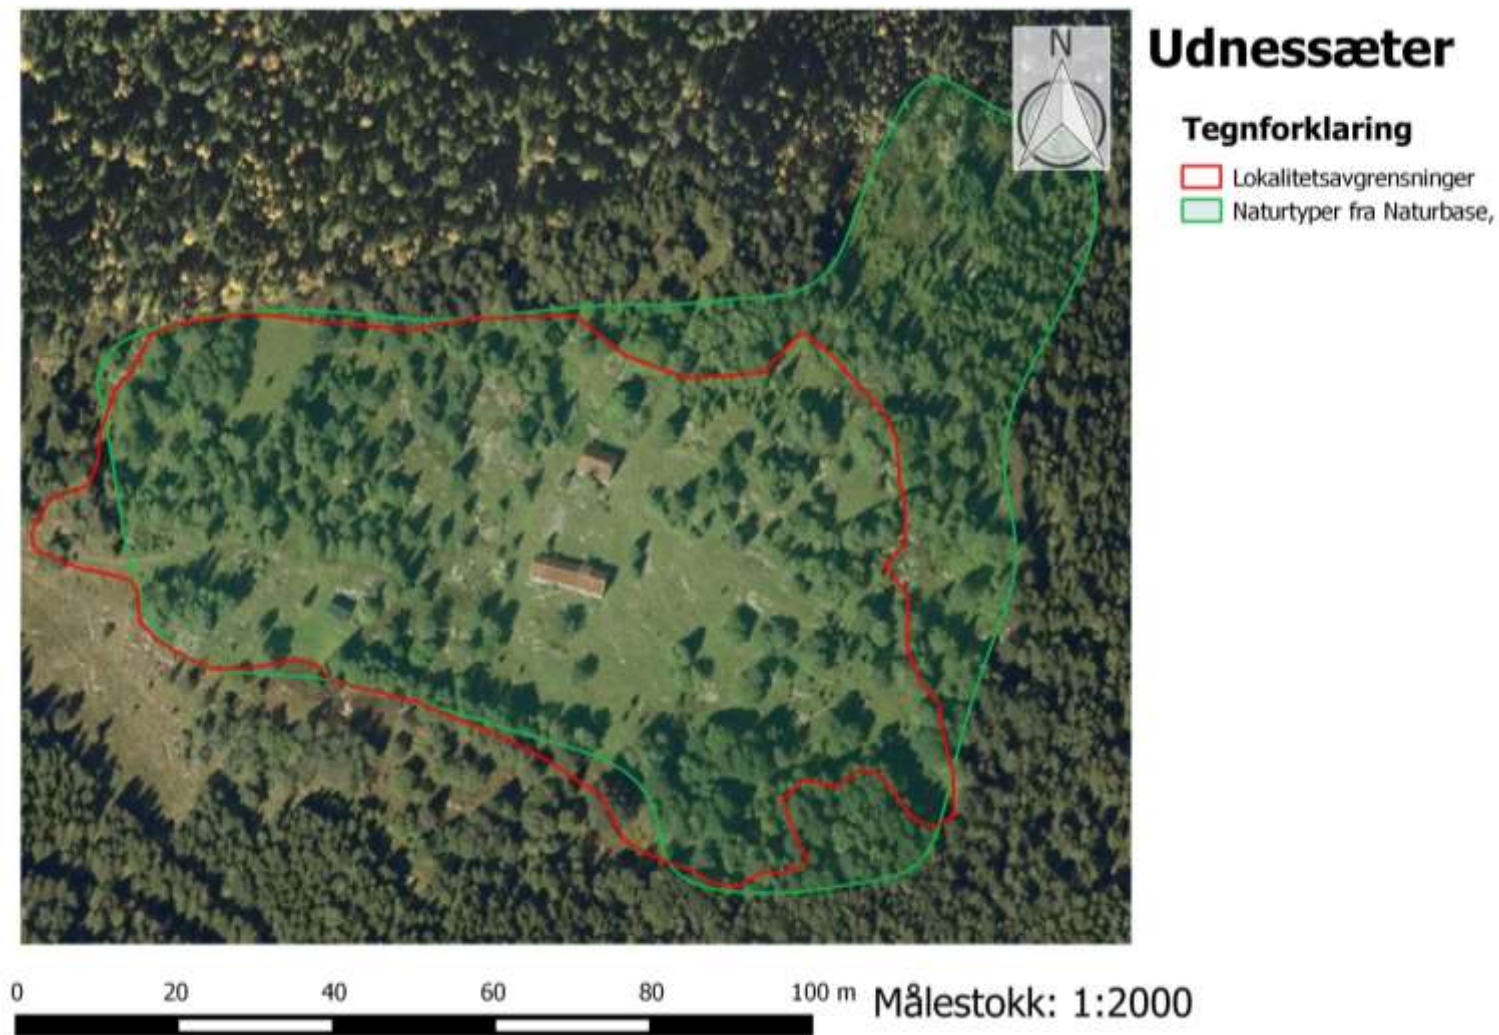 N
Udnessæter
Tegnforklaring
Lokalitetsavgrensninger
Naturtyper fra Naturbase,
0 20 40 60 80 100 m
Målestokk: 1:2000